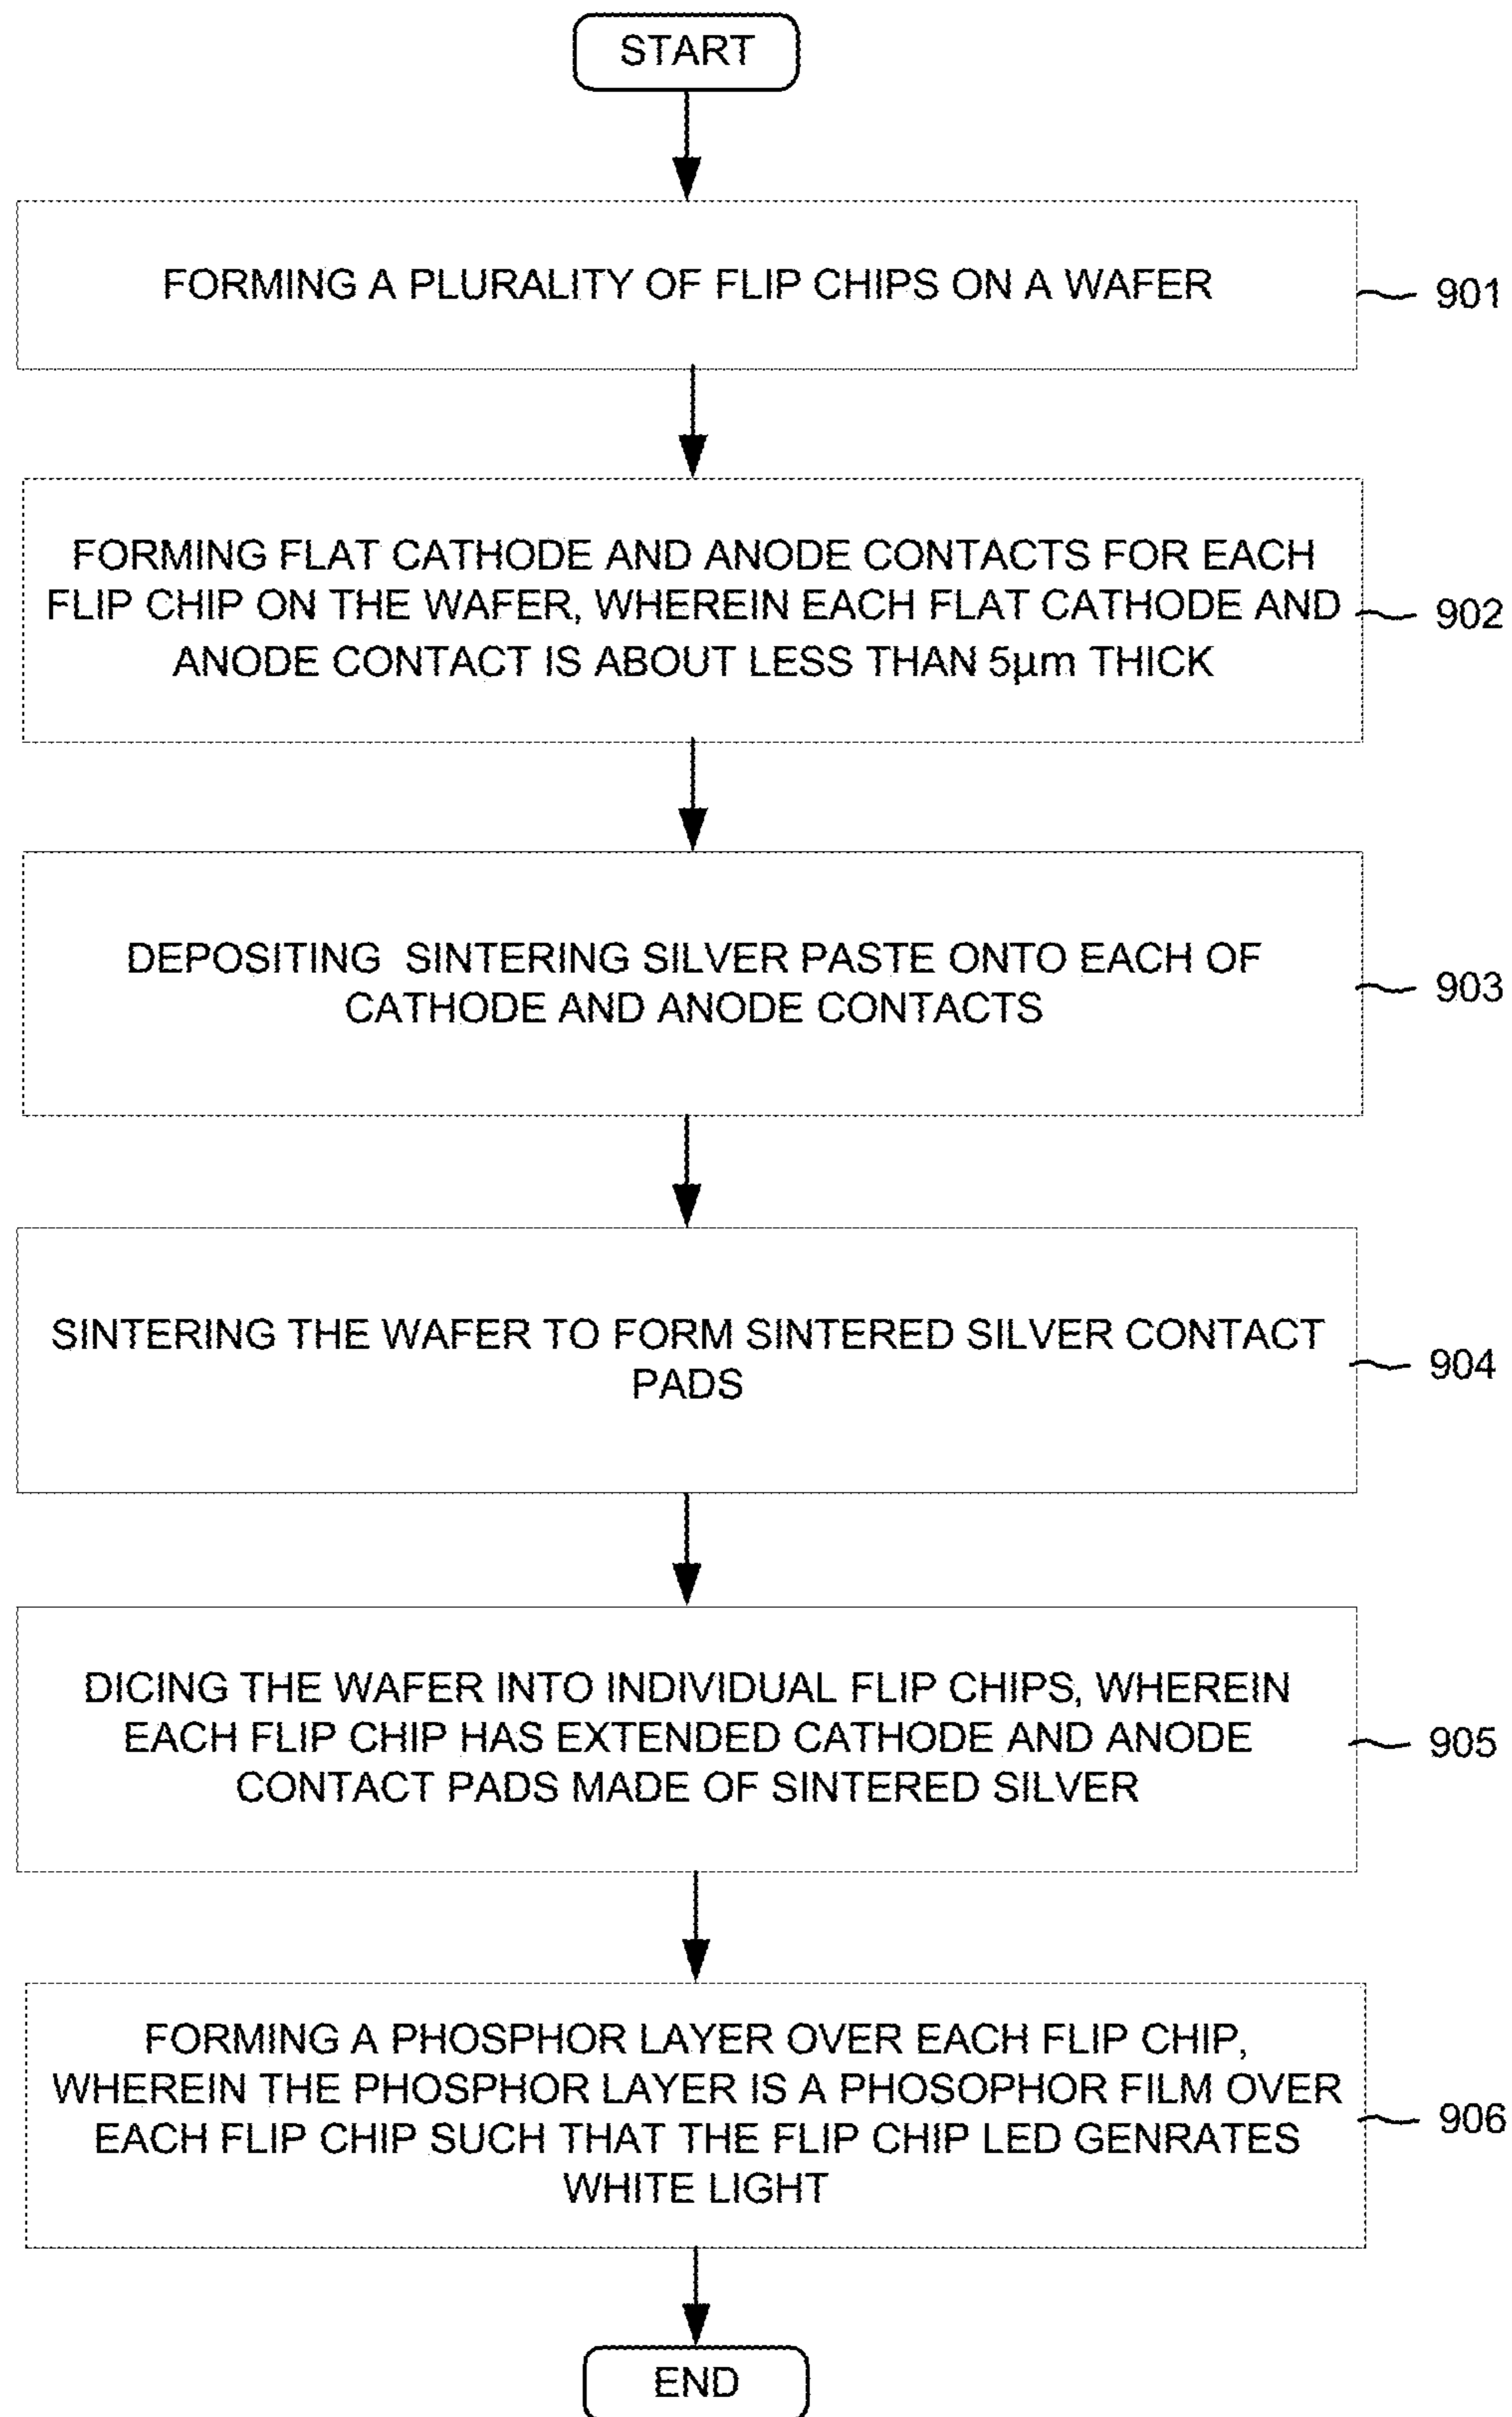 START
FORMING A PLURALITY OF FLIP CHIPS ON A WAFER
901
FORMING FLAT CATHODE AND ANODE CONTACTS FOR EACH
FLIP CHIP ON THE WAFER, WHEREIN EACH FLAT CATHODE AND
ANODE CONTACT IS ABOUT LESS THAN 5µm THICK
902
DEPOSITING SINTERING SILVER PASTE ONTO EACH OF
CATHODE AND ANODE CONTACTS
903
SINTERING THE WAFER TO FORM SINTERED SILVER CONTACT
PADS
904
DICING THE WAFER INTO INDIVIDUAL FLIP CHIPS, WHEREIN
EACH FLIP CHIP HAS EXTENDED CATHODE AND ANODE
CONTACT PADS MADE OF SINTERED SILVER
905
FORMING A PHOSPHOR LAYER OVER EACH FLIP CHIP,
WHEREIN THE PHOSPHOR LAYER IS A PHOSOPHOR FILM OVER
EACH FLIP CHIP SUCH THAT THE FLIP CHIP LED GENRATES
WHITE LIGHT
906
END